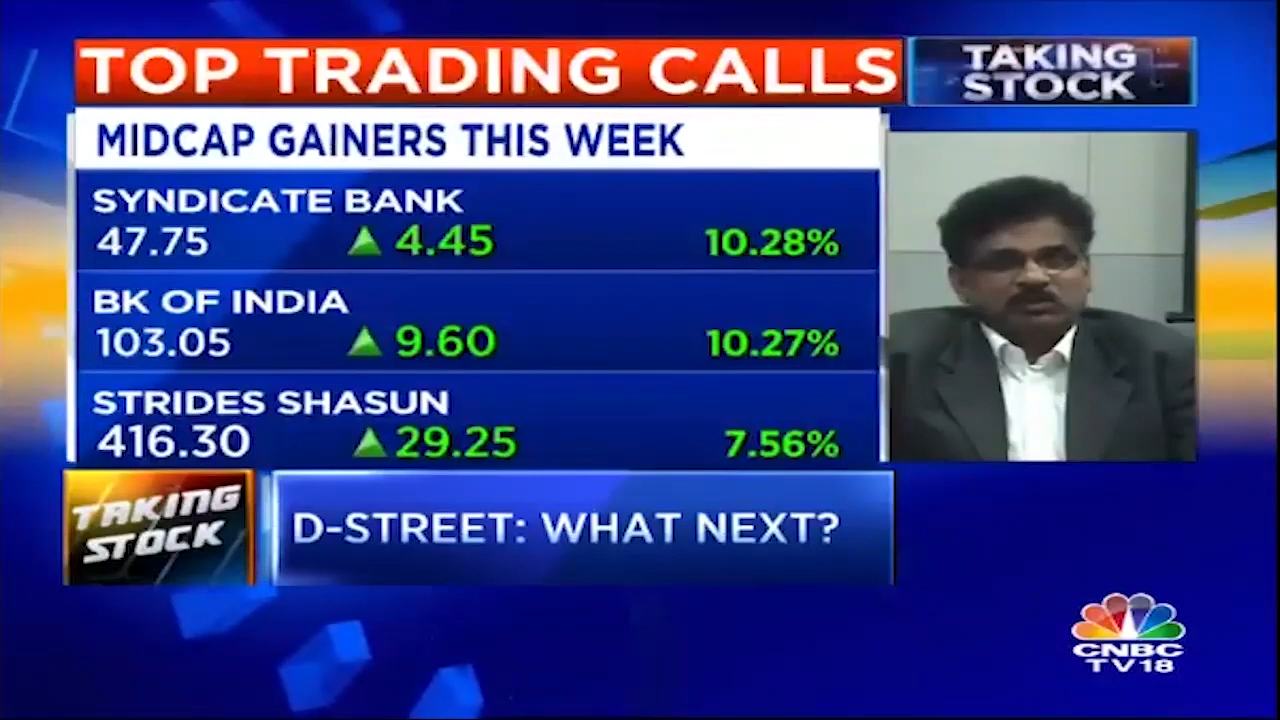 TOP TRADING CALLS
TAKING
STOCK
MIDCAP GAINERS THIS WEEK
SYNDICATE BANK
47.75 ▲ 4.45 10.28%
BK OF INDIA
103.05 ▲ 9.60 10.27%
STRIDES SHASUN
416.30 ▲ 29.25 7.56%
TAKING
STOCK
D-STREET: WHAT NEXT?
CNBC
TV18